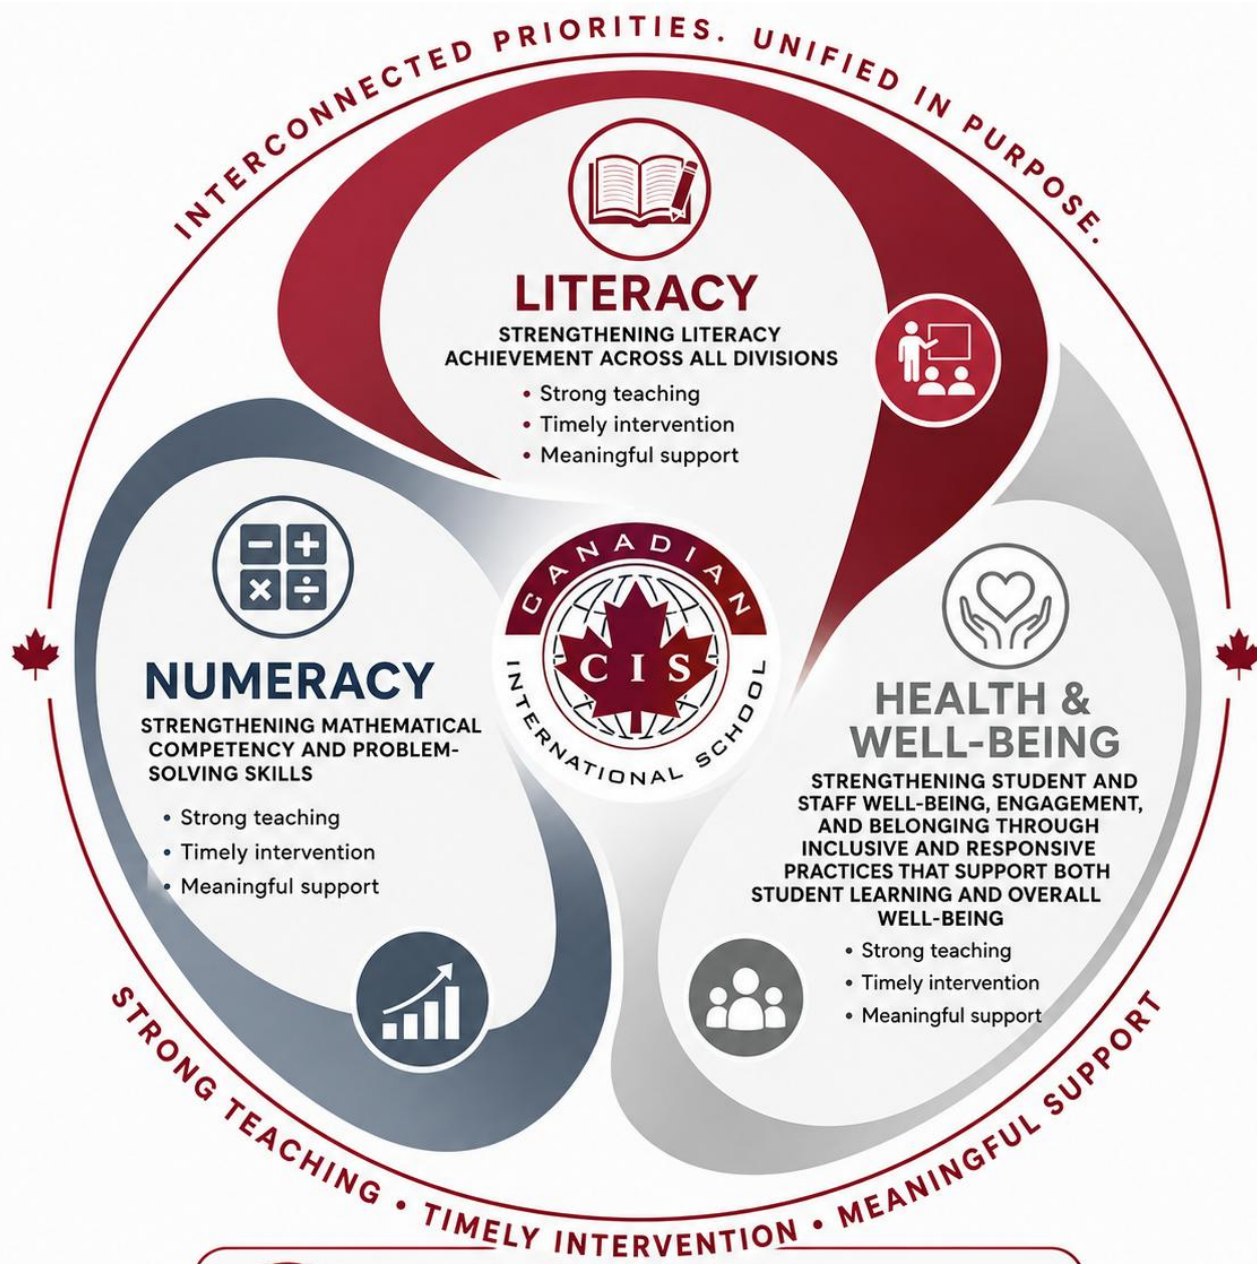 INTERCONNECTED PRIORITIES. UNIFIED IN PURPOSE.
LITERACY
STRENGTHENING LITERACY
ACHIEVEMENT ACROSS ALL DIVISIONS
• Strong teaching
• Timely intervention
• Meaningful support
CANADIAN
CIS
INTERNATIONAL SCHOOL
NUMERACY
STRENGTHENING MATHEMATICAL
COMPETENCY AND PROBLEM-
SOLVING SKILLS
• Strong teaching
• Timely intervention
• Meaningful support
HEALTH &
WELL-BEING
STRENGTHENING STUDENT AND
STAFF WELL-BEING, ENGAGEMENT,
AND BELONGING THROUGH
INCLUSIVE AND RESPONSIVE
PRACTICES THAT SUPPORT BOTH
STUDENT LEARNING AND OVERALL
WELL-BEING
• Strong teaching
• Timely intervention
• Meaningful support
STRONG TEACHING • TIMELY INTERVENTION • MEANINGFUL SUPPORT